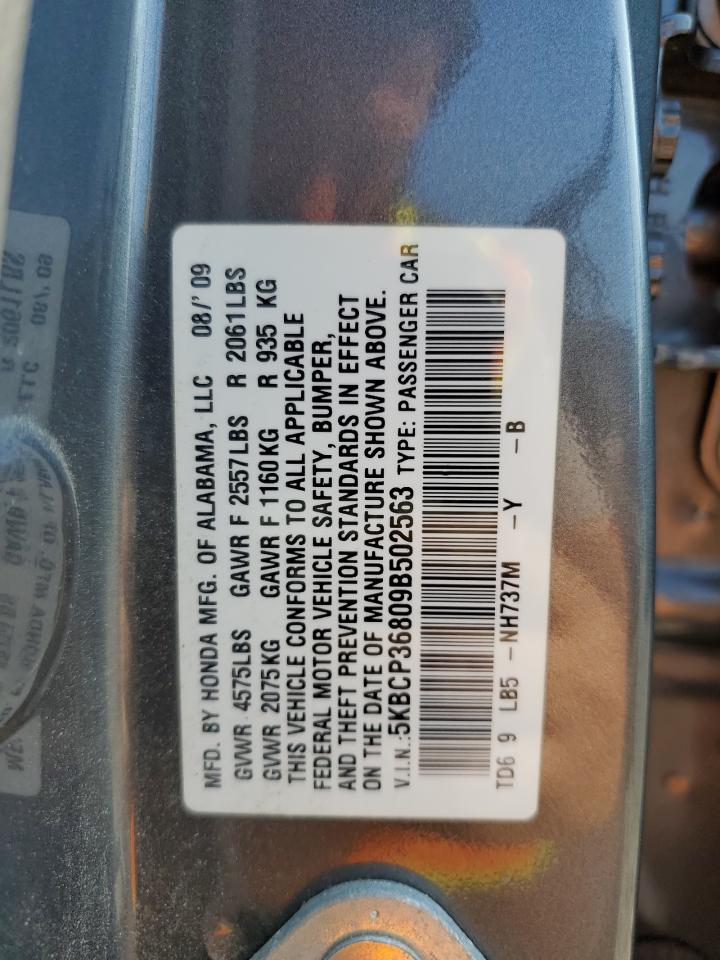 MFD. BY HONDA MFG. OF ALABAMA, LLC 08/'09
GVWR 4575LBS GAWR F 2557LBS R 2061LBS
GVWR 2075KG GAWR F 1160KG R 935 KG
THIS VEHICLE CONFORMS TO ALL APPLICABLE
FEDERAL MOTOR VEHICLE SAFETY, BUMPER,
AND THEFT PREVENTION STANDARDS IN EFFECT
ON THE DATE OF MANUFACTURE SHOWN ABOVE.
V.I.N.:5KBCP36809B502563 TYPE: PASSENGER CAR
TD6 9 LB5 -NH737M -Y -B